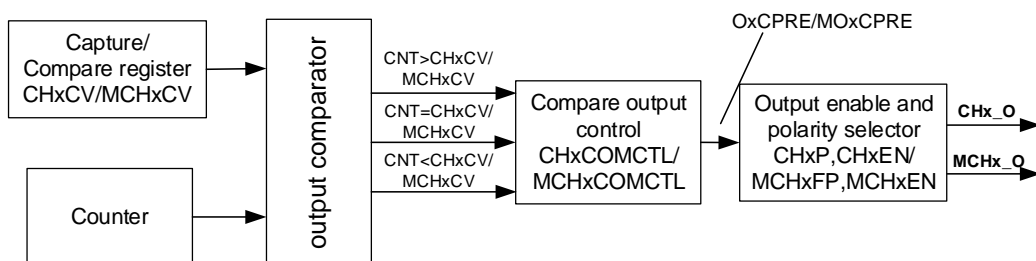 OxCPRE/MOxCPRE
Capture/
Compare register
CHxCV/MCHxCV
Counter
output comparator
CNT>CHxCV/
MCHxCV
CNT=CHxCV/
MCHxCV
CNT<CHxCV/
MCHxCV
Compare output
control
CHxCOMCTL/
MCHxCOMCTL
Output enable and
polarity selector
CHxP,CHxEN/
MCHxFP,MCHxEN
CHx_O
MCHx_O